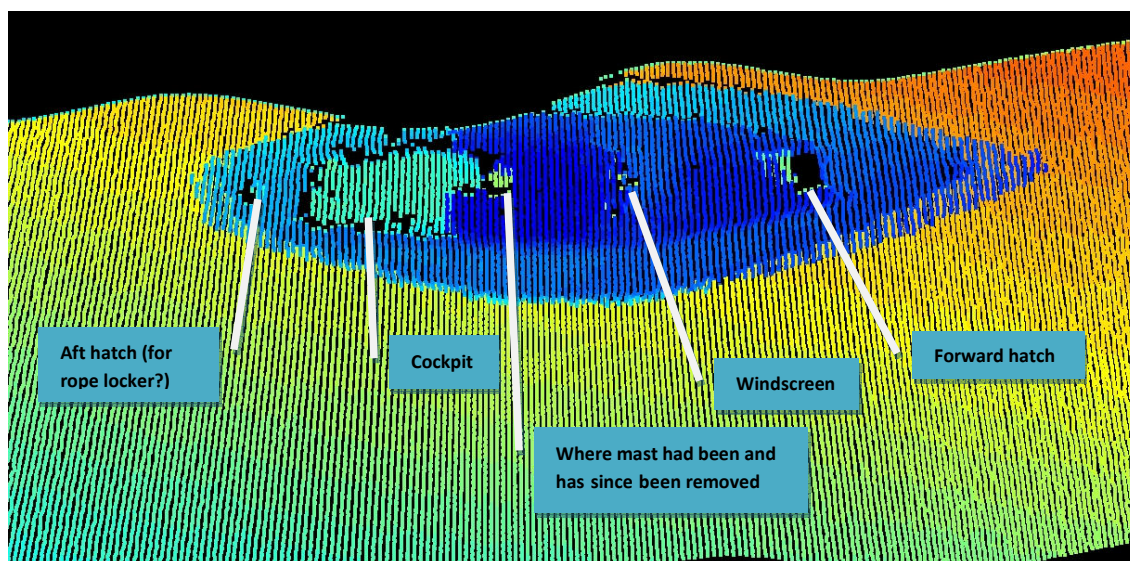 Aft hatch (for
rope locker?)
Cockpit
Where mast had been and
has since been removed
Windscreen
Forward hatch